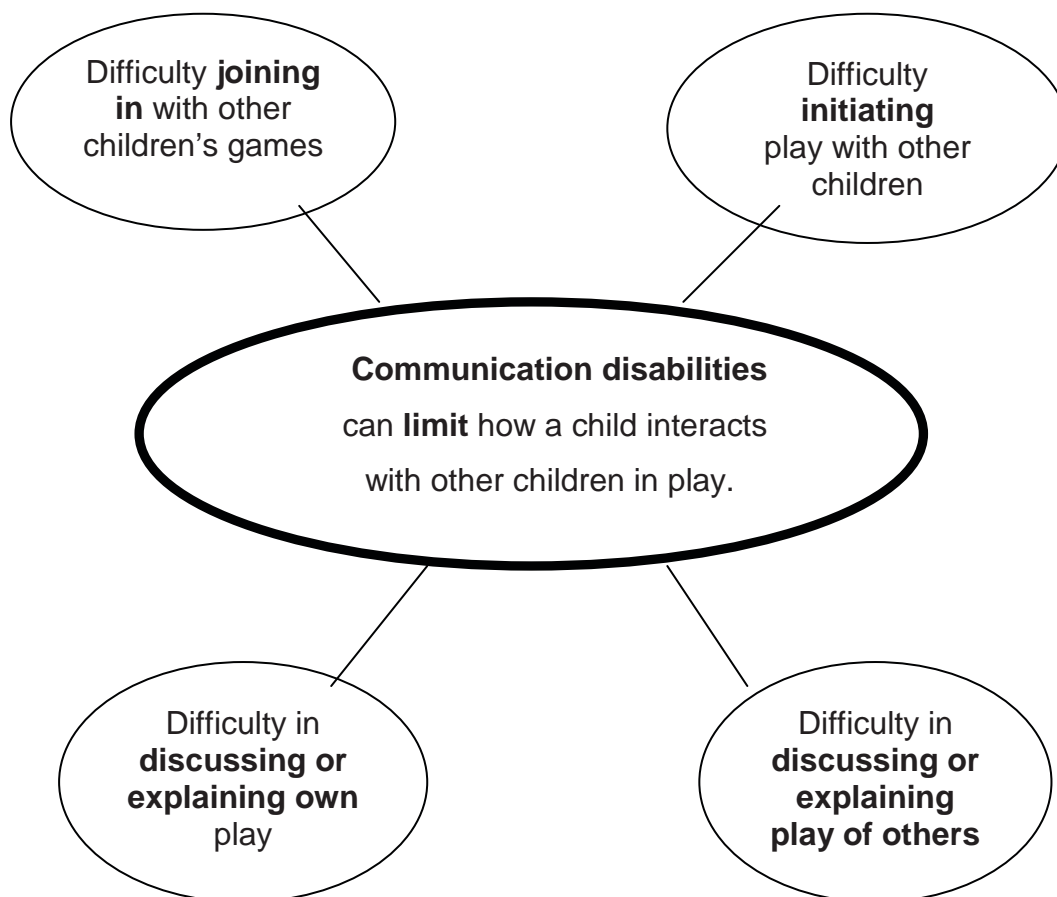 Difficulty joining
in with other
children's games
Difficulty
initiating
play with other
children
Communication disabilities
can limit how a child interacts
with other children in play.
Difficulty in
discussing or
explaining own
play
Difficulty in
discussing or
explaining
play of others